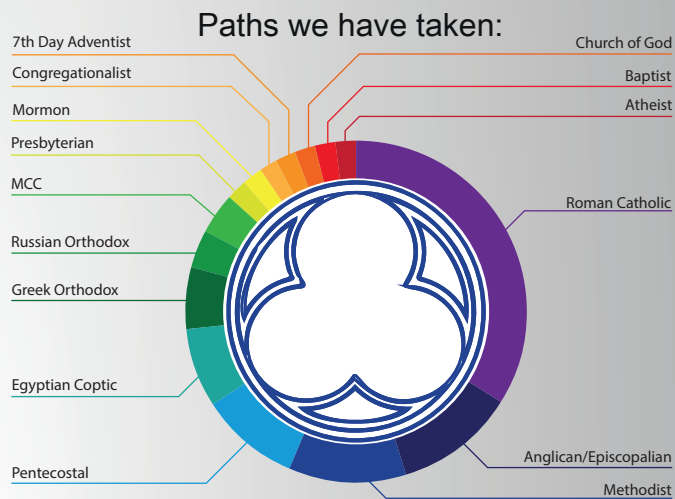 Paths we have taken:
7th Day Adventist
Congregationalist
Mormon
Presbyterian
MCC
Russian Orthodox
Greek Orthodox
Egyptian Coptic
Pentecostal
Church of God
Baptist
Atheist
Roman Catholic
Anglican/Episcopalian
Methodist